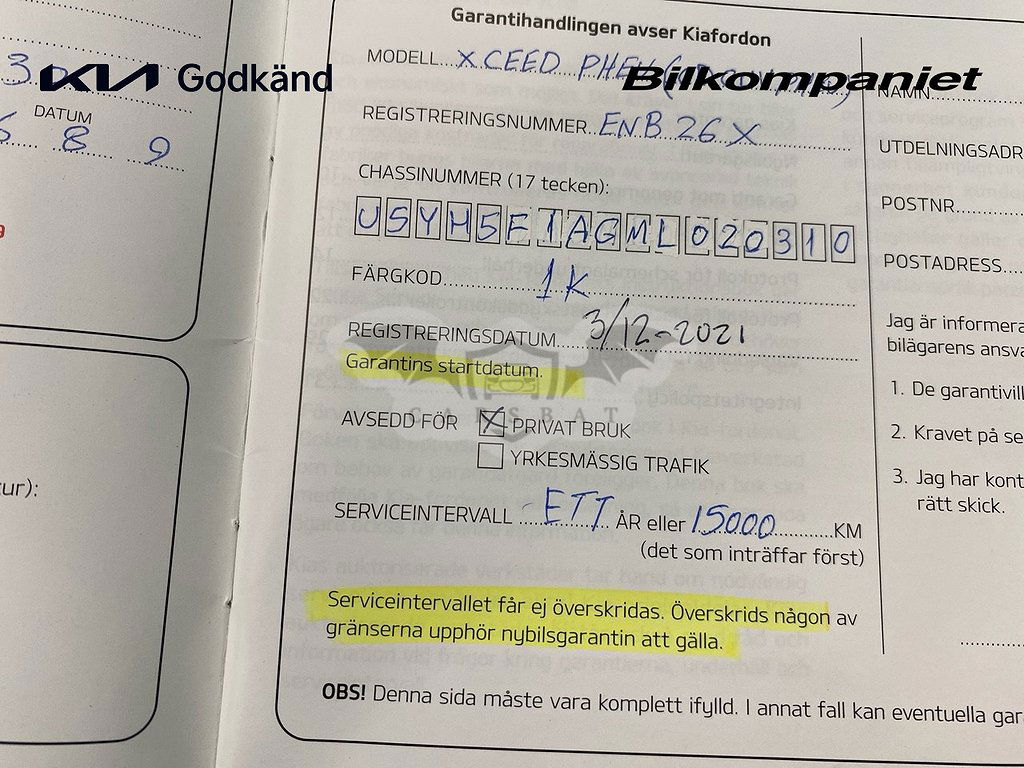 Garantihandlingen avser Kiafordon
MODELL XCEED PHEV
KIA Godkänd
Bilkompaniet
DATUM
8 9
REGISTRERINGSNUMMER ENB 26X
CHASSINUMMER (17 tecken):
U5YH5F1AGML020310
FÄRGKOD 1K
REGISTRERINGSDATUM 3/12-2021
Garantins startdatum.
CARSBAT
AVSEDD FÖR X PRIVAT BRUK
YRKESMÄSSIG TRAFIK
SERVICEINTERVALL ETT ÅR eller 15000 KM
(det som inträffar först)
Serviceintervallet får ej överskridas. Överskrids någon av
gränserna upphör nybilsgarantin att gälla.
OBS! Denna sida måste vara komplett ifylld. I annat fall kan eventuella gar
NAMN
UTDELNINGSADR
POSTNR
POSTADRESS
Jag är informera
bilägarens ansva
1. De garantivill
2. Kravet på se
3. Jag har kont
rätt skick.
ur):